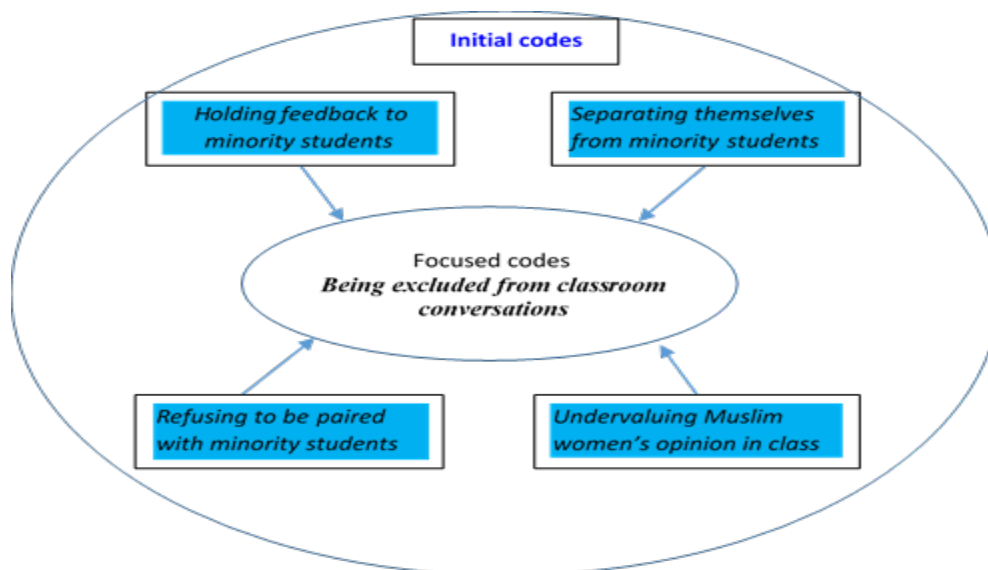 Initial codes
Holding feedback to
minority students
Separating themselves
from minority students
Focused codes
Being excluded from classroom
conversations
Refusing to be paired
with minority students
Undervaluing Muslim
women's opinion in class